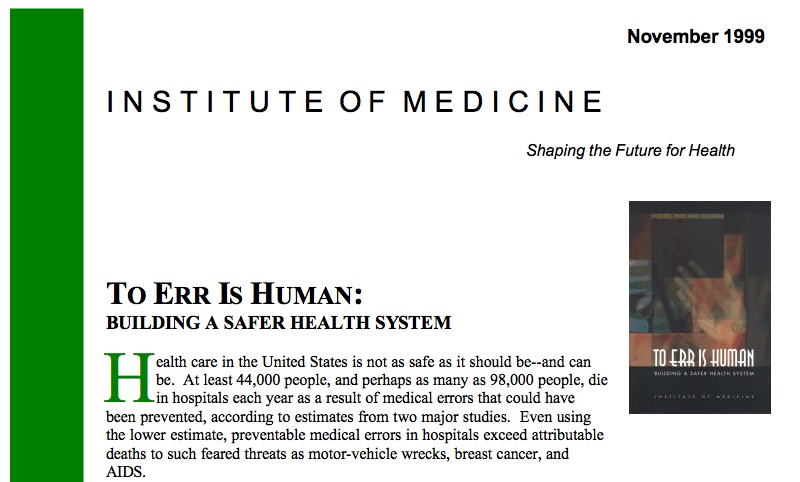 November 1999
INSTITUTE OF MEDICINE
Shaping the Future for Health
FIRST, DO NO HARM
TO ERR IS HUMAN
BUILDING A SAFER HEALTH SYSTEM
INSTITUTE OF MEDICINE
TO ERR IS HUMAN:
BUILDING A SAFER HEALTH SYSTEM
Health care in the United States is not as safe as it should be--and can
be.  At least 44,000 people, and perhaps as many as 98,000 people, die
in hospitals each year as a result of medical errors that could have
been prevented, according to estimates from two major studies.  Even using
the lower estimate, preventable medical errors in hospitals exceed attributable
deaths to such feared threats as motor-vehicle wrecks, breast cancer, and
AIDS.